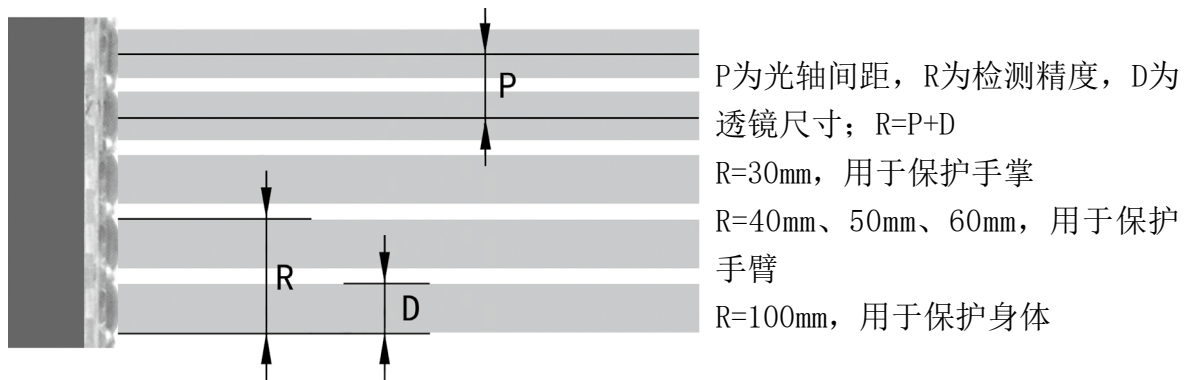 P
R
D
P为光轴间距，R为检测精度，D为
透镜尺寸；R=P+D
R=30mm，用于保护手掌
R=40mm、50mm、60mm，用于保护
手臂
R=100mm，用于保护身体